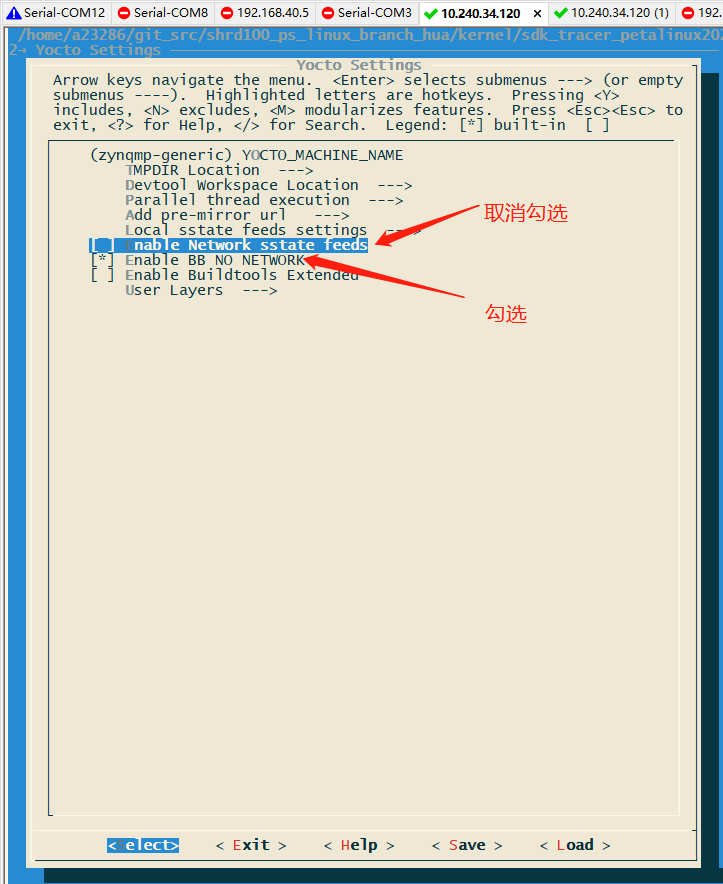 Serial-COM12 Serial-COM8 192.168.40.5 Serial-COM3 10.240.34.120 × 10.240.34.120 (1) 192.
/home/a23286/git_src/shrd100_ps_linux_branch_hua/kernel/sdk_tracer_petalinux202
Yocto Settings
Yocto Settings
Arrow keys navigate the menu. <Enter> selects submenus ---> (or empty
submenus ----). Highlighted letters are hotkeys. Pressing <Y>
includes, <N> excludes, <M> modularizes features. Press <Esc><Esc> to
exit, <?> for Help, </> for Search. Legend: [*] built-in [ ]
(zynqmp-generic) YOCTO_MACHINE_NAME
TMPDIR Location --->
Devtool Workspace Location --->
Parallel thread execution --->
Add pre-mirror url --->
Local sstate feeds settings --->
[ ] Enable Network sstate feeds
取消勾选
[*] Enable BB NO NETWORK
[ ] Enable Buildtools Extended
User Layers --->
勾选
<Select> < Exit > < Help > < Save > < Load >